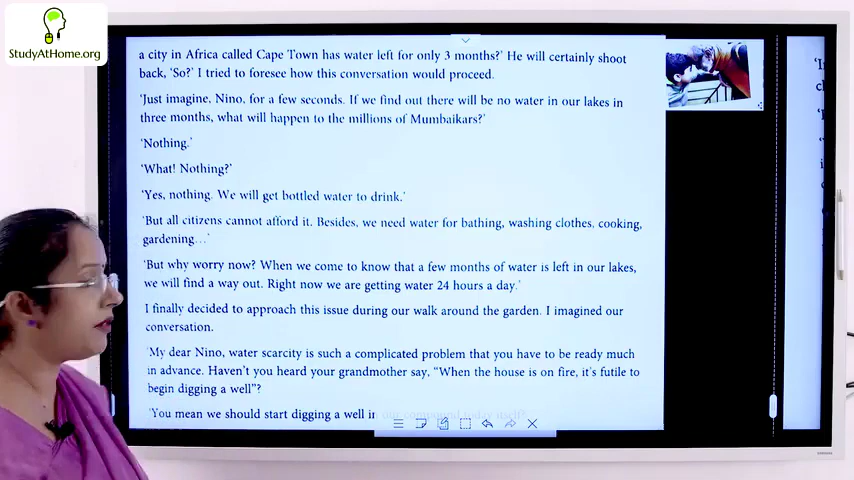 StudyAtHome.org
a city in Africa called Cape Town has water left for only 3 months?' He will certainly shoot
back, 'So?' I tried to foresee how this conversation would proceed.
'Just imagine, Nino, for a few seconds. If we find out there will be no water in our lakes in
three months, what will happen to the millions of Mumbaikars?'
'Nothing.'
'What! Nothing?'
'Yes, nothing. We will get bottled water to drink.'
'But all citizens cannot afford it. Besides, we need water for bathing, washing clothes, cooking,
gardening…'
'But why worry now? When we come to know that a few months of water is left in our lakes,
we will find a way out. Right now we are getting water 24 hours a day.'
I finally decided to approach this issue during our walk around the garden. I imagined our
conversation.
'My dear Nino, water scarcity is such a complicated problem that you have to be ready much
in advance. Haven't you heard your grandmother say, "When the house is on fire, it's futile to
begin digging a well"?
'You mean we should start digging a well in our compound today itself?'